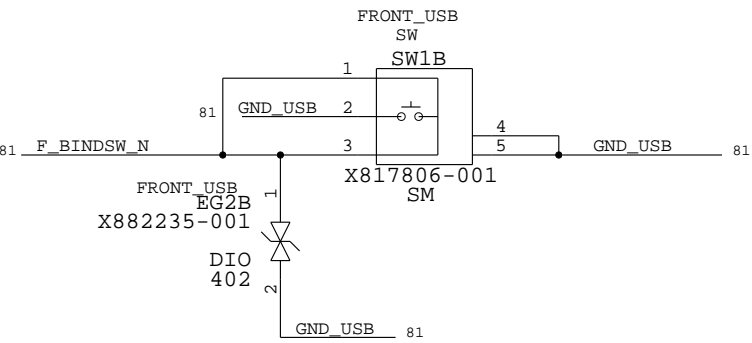 FRONT_USB
SW
SW1B
1
81 GND_USB 2
4
81 F_BINDSW_N 3 5 GND_USB 81
X817806-001
SM
FRONT_USB 1
EG2B
X882235-001
DIO
402
2
GND_USB 81